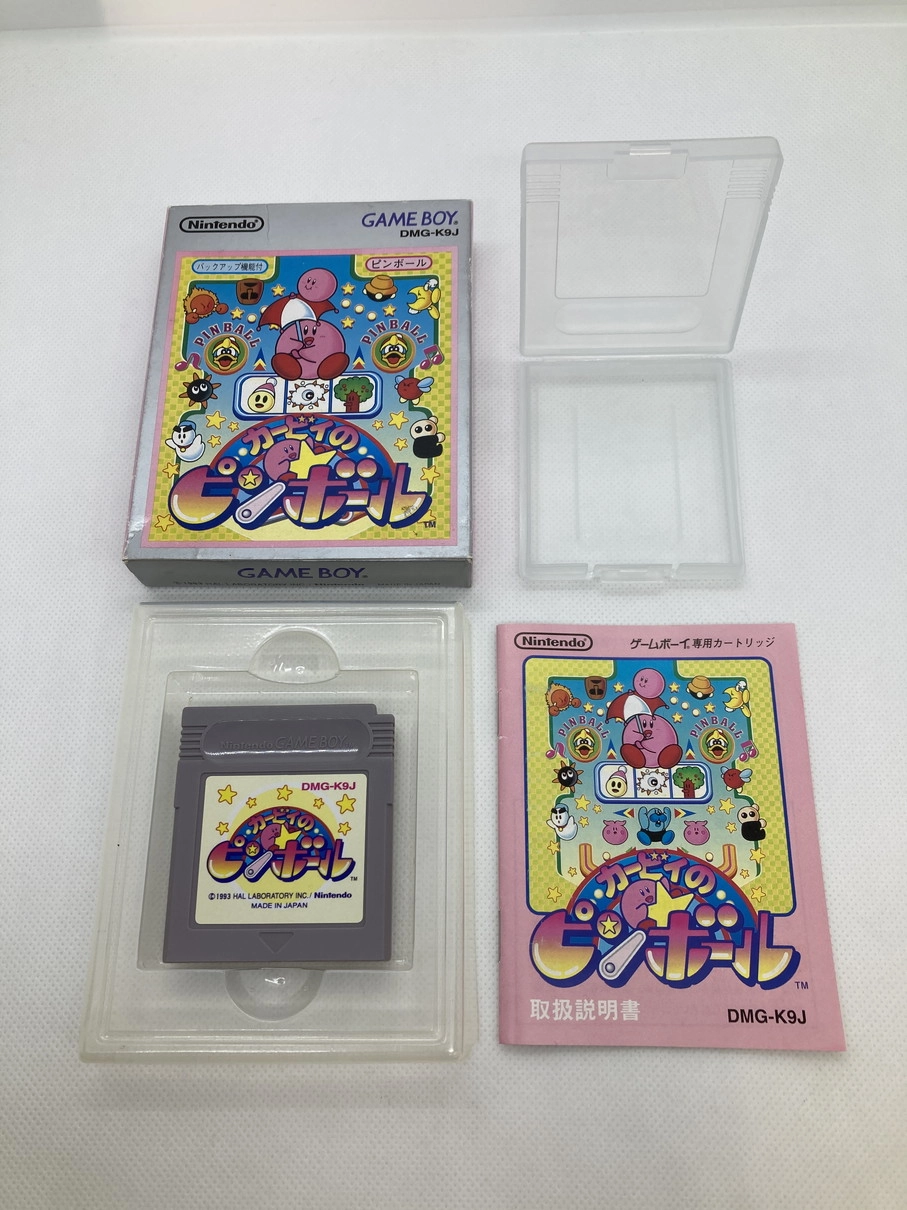 Nintendo®
GAME BOY®
DMG-K9J
バックアップ機能付
ピンボール
PINBALL
PINBALL
カービィの
ピンボール
TM
GAME BOY®
Nintendo GAME BOY
DMG-K9J
カービィの
ピンボール
TM
©1993 HAL LABORATORY INC./Nintendo
MADE IN JAPAN
Nintendo®
ゲームボーイ®専用カートリッジ
PINBALL
PINBALL
カービィの
ピンボール
TM
取扱説明書
DMG-K9J